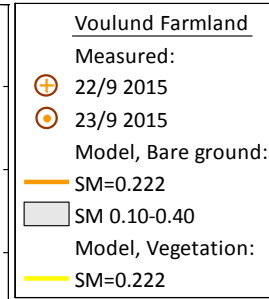 Voulund Farmland
Measured:
22/9 2015
23/9 2015
Model, Bare ground:
SM=0.222
SM 0.10-0.40
Model, Vegetation:
SM=0.222